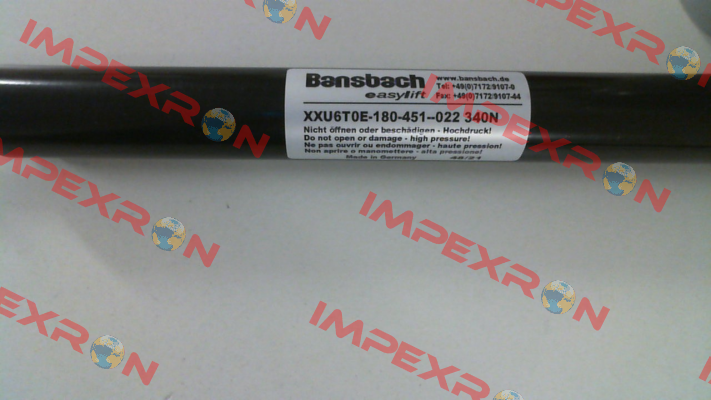 Bansbach
easylift
www.bansbach.de
Tel: +49(0)7172/9107-0
Fax: +49(0)7172/9107-44
XXU6T0E-180-451--022 340N
Nicht öffnen oder beschädigen - Hochdruck!
Do not open or damage - high pressure!
Ne pas ouvrir ou endommager - haute pression!
Non aprire o manomettere - alta pressione!
Made in Germany
IMPEXRON
IMPEXRON
IMPEXRON
IMPEXRON
IMPEXRON
IMPEXRON
IMPEXRON